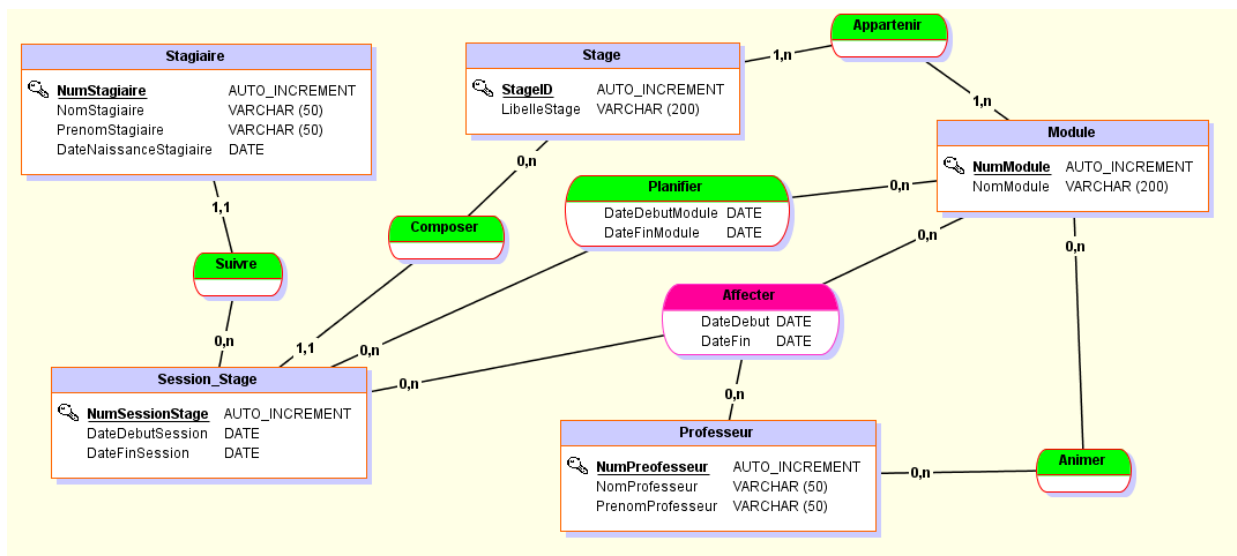 Appartenir
Stagiaire
NumStagiaire AUTO_INCREMENT
NomStagiaire VARCHAR (50)
PrenomStagiaire VARCHAR (50)
DateNaissanceStagiaire DATE
Stage
StageID AUTO_INCREMENT
LibelleStage VARCHAR (200)
1,n
1,n
Module
NumModule AUTO_INCREMENT
NomModule VARCHAR (200)
0,n
Planifier
DateDebutModule DATE
DateFinModule DATE
0,n
1,1
Composer
0,n
0,n
Suivre
Affecter
DateDebut DATE
DateFin DATE
0,n
1,1
0,n
0,n
0,n
Session_Stage
NumSessionStage AUTO_INCREMENT
DateDebutSession DATE
DateFinSession DATE
Professeur
NumPreofesseur AUTO_INCREMENT
NomProfesseur VARCHAR (50)
PrenomProfesseur VARCHAR (50)
0,n
Animer